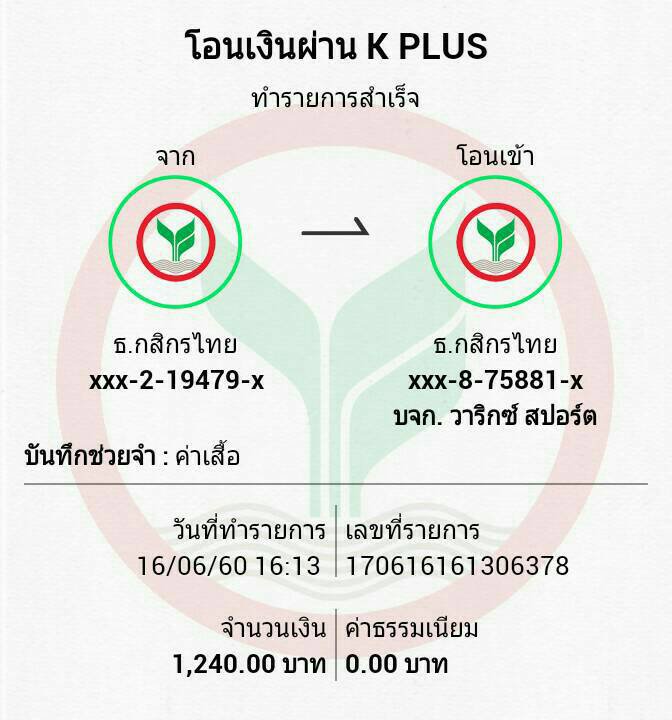 โอนเงินผ่าน K PLUS
ทำรายการสำเร็จ
จาก
โอนเข้า
ธ.กสิกรไทย
xxx-2-19479-x
ธ.กสิกรไทย
xxx-8-75881-x
บจก. วาริกซ์ สปอร์ต
บันทึกช่วยจำ : ค่าเสื้อ
วันที่ทำรายการ
16/06/60 16:13
เลขที่รายการ
170616161306378
จำนวนเงิน
1,240.00 บาท
ค่าธรรมเนียม
0.00 บาท